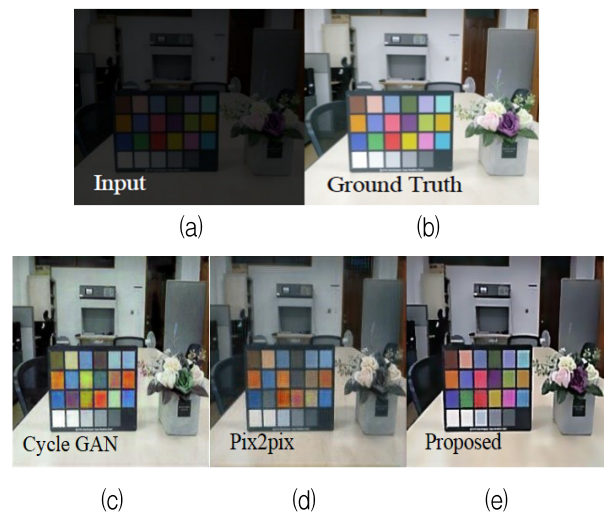 Input
Ground Truth
(a)
(b)
Cycle GAN
Pix2pix
Proposed
(c)
(d)
(e)